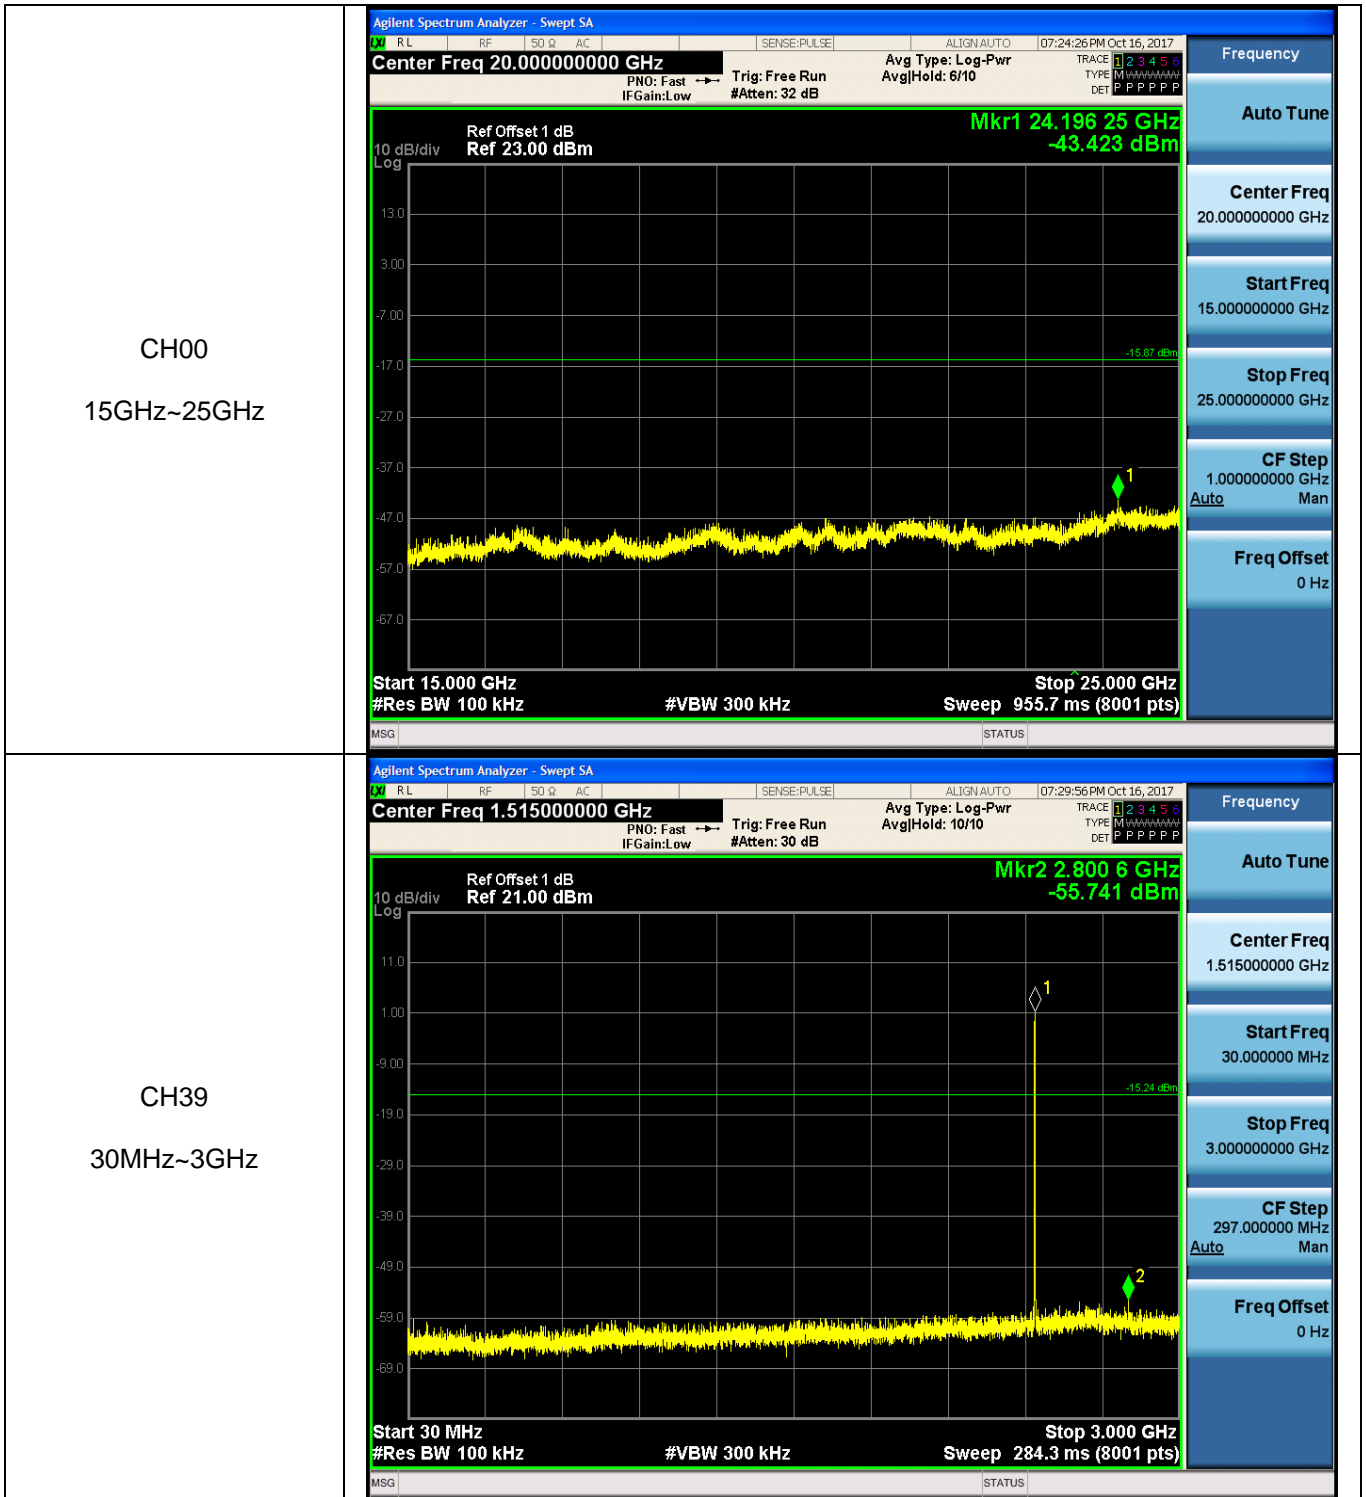 CH00
15GHz~25GHz
Agilent Spectrum Analyzer - Swept SA
LXI RL RF 50 Ω AC SENSE:PULSE ALIGN AUTO 07:24:26 PM Oct 16, 2017
Center Freq 20.000000000 GHz
PNO: Fast
IFGain:Low
Trig: Free Run
#Atten: 32 dB
Avg Type: Log-Pwr
Avg|Hold: 6/10
TRACE 1 2 3 4 5 6
TYPE M WWWWW
DET P P P P P P
Mkr1 24.196 25 GHz
-43.423 dBm
Ref Offset 1 dB
10 dB/div Ref 23.00 dBm
Log
13.0
3.00
-7.00
-15.87 dBm
-17.0
-27.0
-37.0
1
-47.0
-57.0
-67.0
Start 15.000 GHz Stop 25.000 GHz
#Res BW 100 kHz #VBW 300 kHz Sweep 955.7 ms (8001 pts)
MSG STATUS
Frequency
Auto Tune
Center Freq
20.000000000 GHz
Start Freq
15.000000000 GHz
Stop Freq
25.000000000 GHz
CF Step
1.000000000 GHz
Auto Man
Freq Offset
0 Hz
CH39
30MHz~3GHz
Agilent Spectrum Analyzer - Swept SA
LXI RL RF 50 Ω AC SENSE:PULSE ALIGN AUTO 07:29:56 PM Oct 16, 2017
Center Freq 1.515000000 GHz
PNO: Fast
IFGain:Low
Trig: Free Run
#Atten: 30 dB
Avg Type: Log-Pwr
Avg|Hold: 10/10
TRACE 1 2 3 4 5 6
TYPE M WWWWW
DET P P P P P P
Mkr2 2.800 6 GHz
-55.741 dBm
Ref Offset 1 dB
10 dB/div Ref 21.00 dBm
Log
11.0
1
1.00
-9.00
-15.24 dBm
-19.0
-29.0
-39.0
-49.0
2
-59.0
-69.0
Start 30 MHz Stop 3.000 GHz
#Res BW 100 kHz #VBW 300 kHz Sweep 284.3 ms (8001 pts)
MSG STATUS
Frequency
Auto Tune
Center Freq
1.515000000 GHz
Start Freq
30.000000 MHz
Stop Freq
3.000000000 GHz
CF Step
297.000000 MHz
Auto Man
Freq Offset
0 Hz